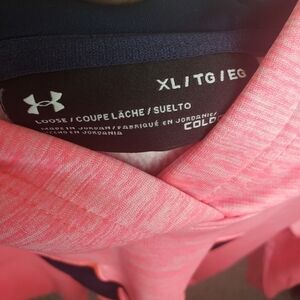 XL / TG / EG
LOOSE / COUPE LÂCHE / SUELTO
MADE IN JORDAN / FABRIQUÉ EN JORDANIE /
HECHO EN JORDANIA
COLD